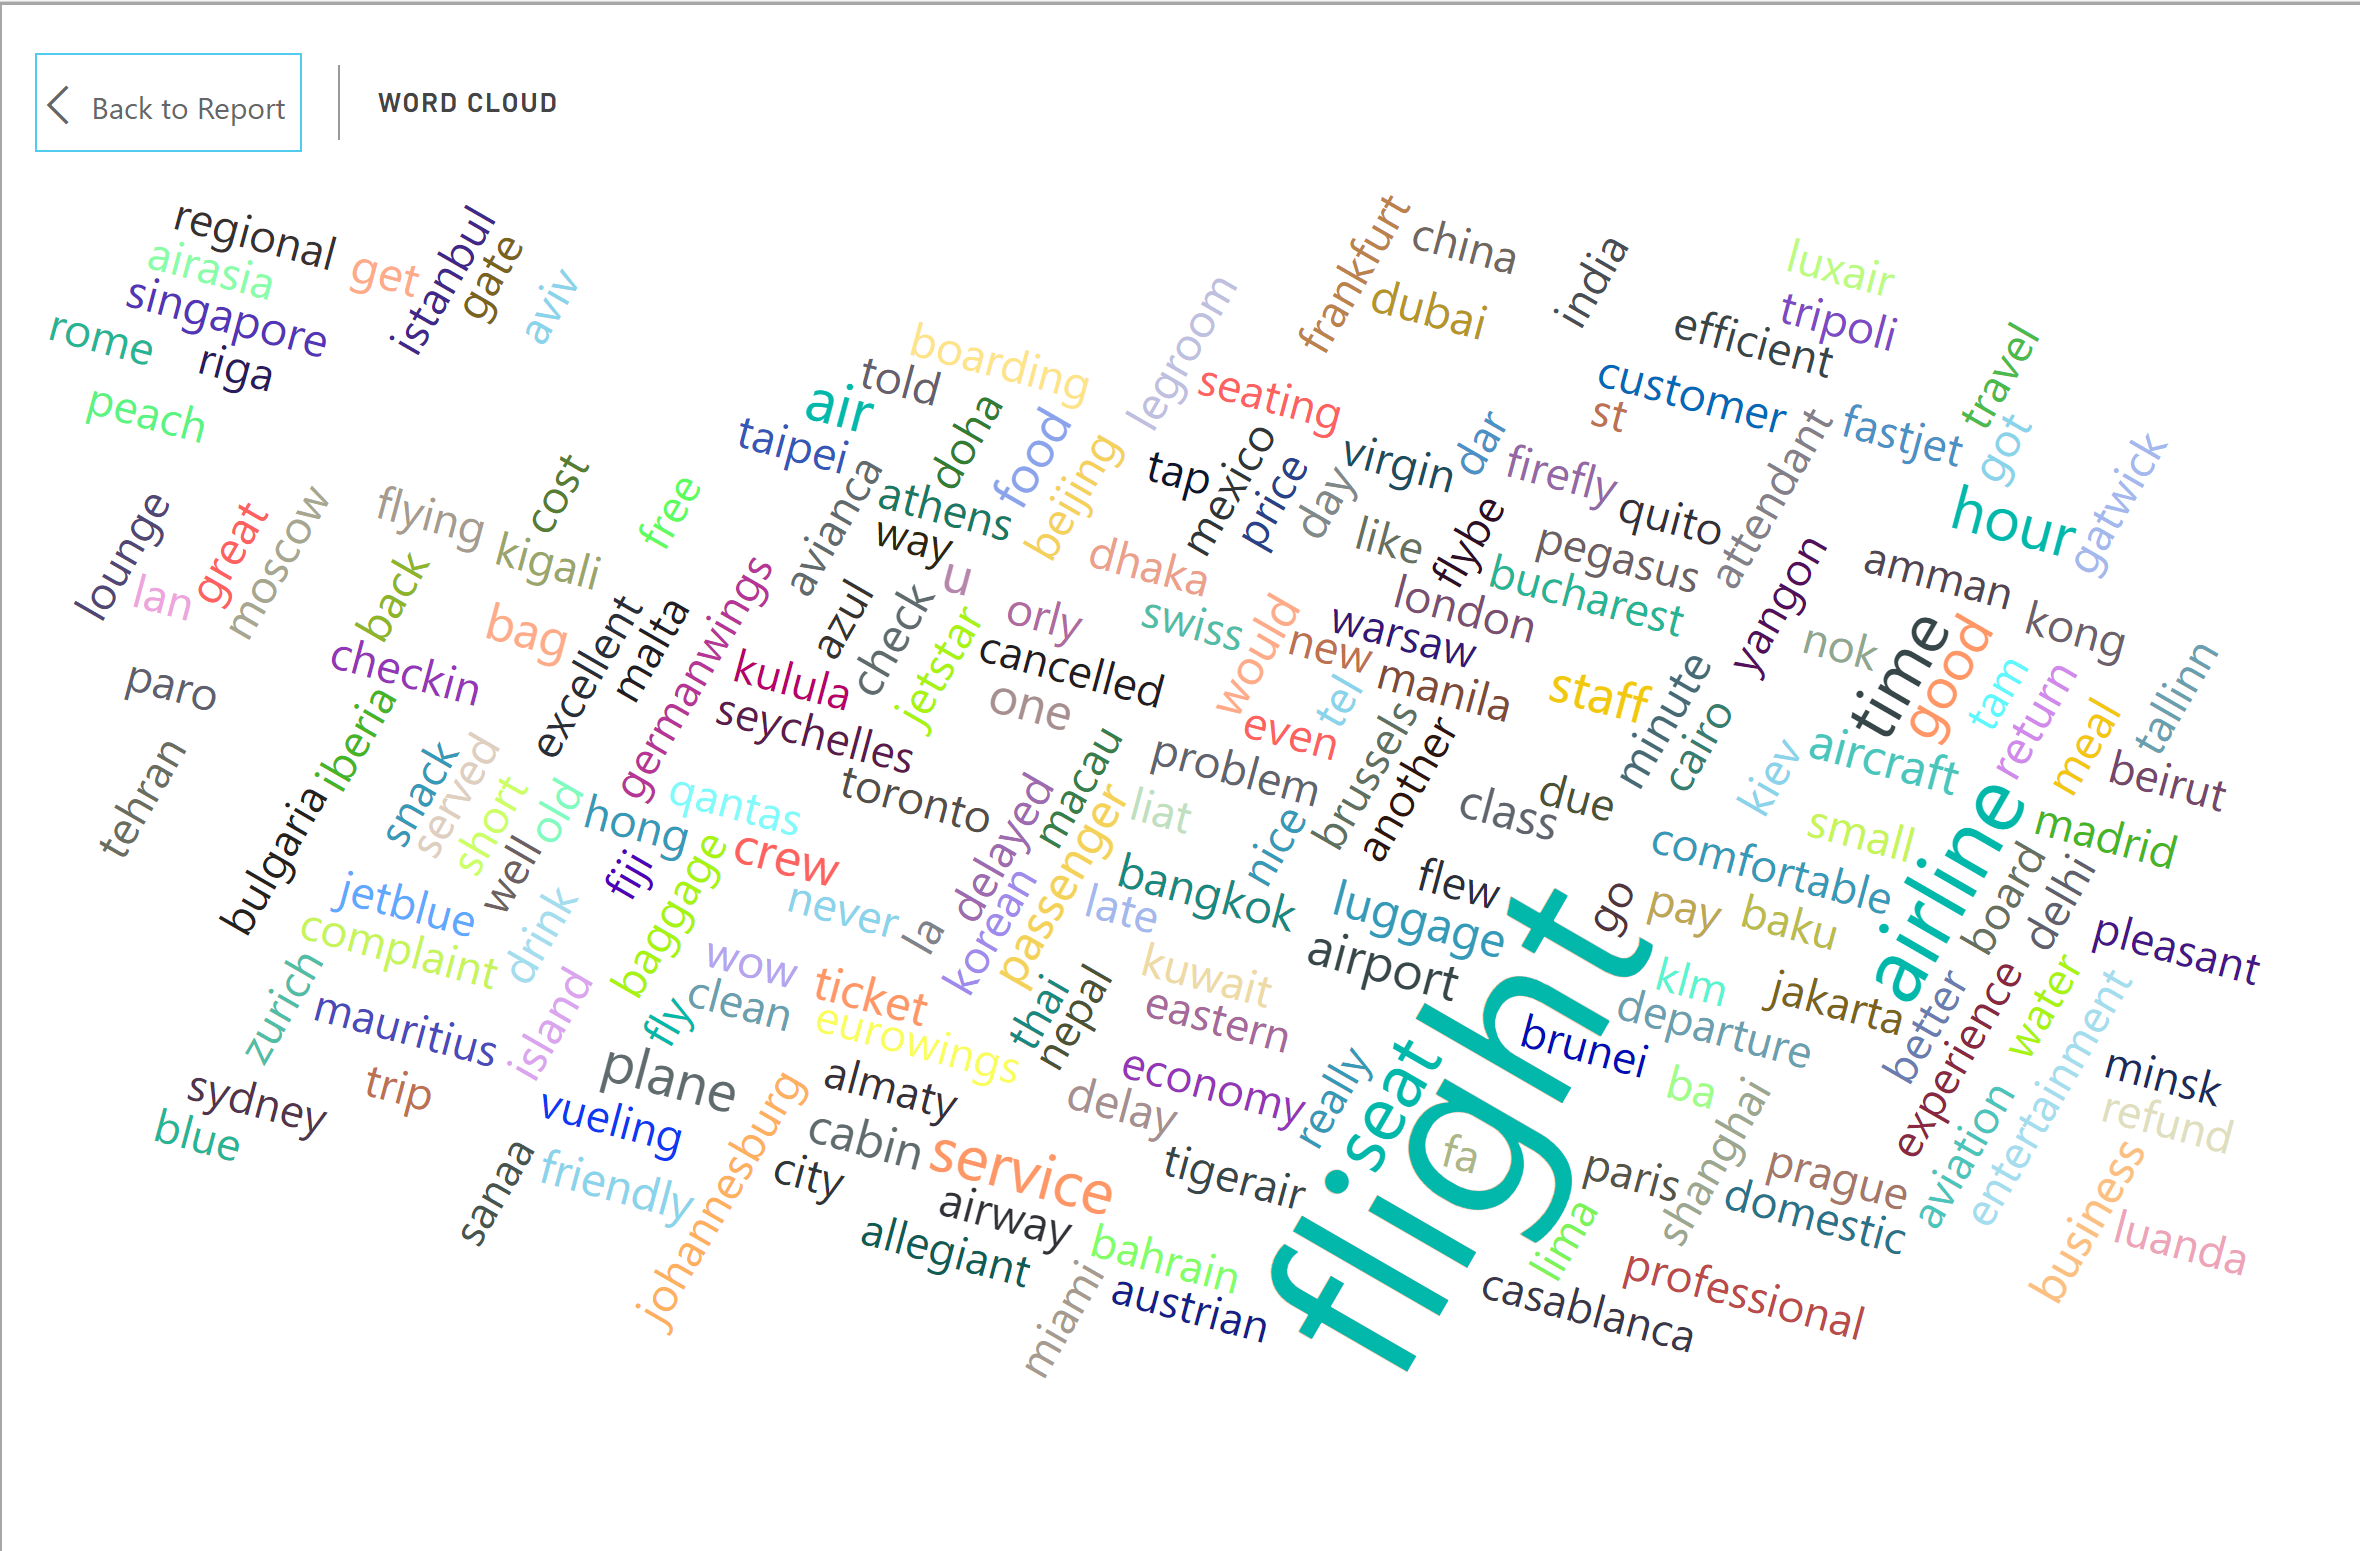 Back to Report
WORD CLOUD
regional
airasia
get
istanbul
gate
aviv
singapore
rome
riga
peach
frankfurt
china
dubai
india
luxair
tripoli
efficient
travel
boarding
told
air
taipei
doha
food
beijing
legroom
seating
customer
st
dar
fastjet
got
gatwick
attendant
avianca
athens
way
tap
mexico
price
day
virgin
firefly
quito
hour
lounge
great
moscow
lan
flying
cost
free
kigali
back
bag
checkin
paro
excellent
malta
germanwings
azul
check
u
jetstar
orly
dhaka
swiss
like
flybe
pegasus
bucharest
london
warsaw
would
new
manila
tel
even
yangon
amman
kong
nok
time
good
tam
return
meal
tallinn
beirut
kulula
seychelles
cancelled
one
problem
staff
minute
cairo
kiev
aircraft
tehran
iberia
bulgaria
snack
served
short
old
well
hong
qantas
toronto
fiji
baggage
crew
never
la
delayed
macau
korean
passenger
liat
late
bangkok
nice
brussels
another
class
due
flew
luggage
airport
go
comfortable
small
pay
baku
airline
madrid
board
delhi
pleasant
jetblue
complaint
drink
zurich
mauritius
island
wow
clean
fly
ticket
eurowings
thai
nepal
kuwait
eastern
flight
klm
departure
jakarta
brunei
better
experience
water
entertainment
minsk
refund
sydney
blue
trip
plane
vueling
friendly
sanaa
johannesburg
almaty
cabin
city
service
airway
allegiant
delay
economy
really
seat
fa
tigerair
ba
shanghai
paris
prague
domestic
aviation
business
luanda
miami
bahrain
austrian
lima
casablanca
professional